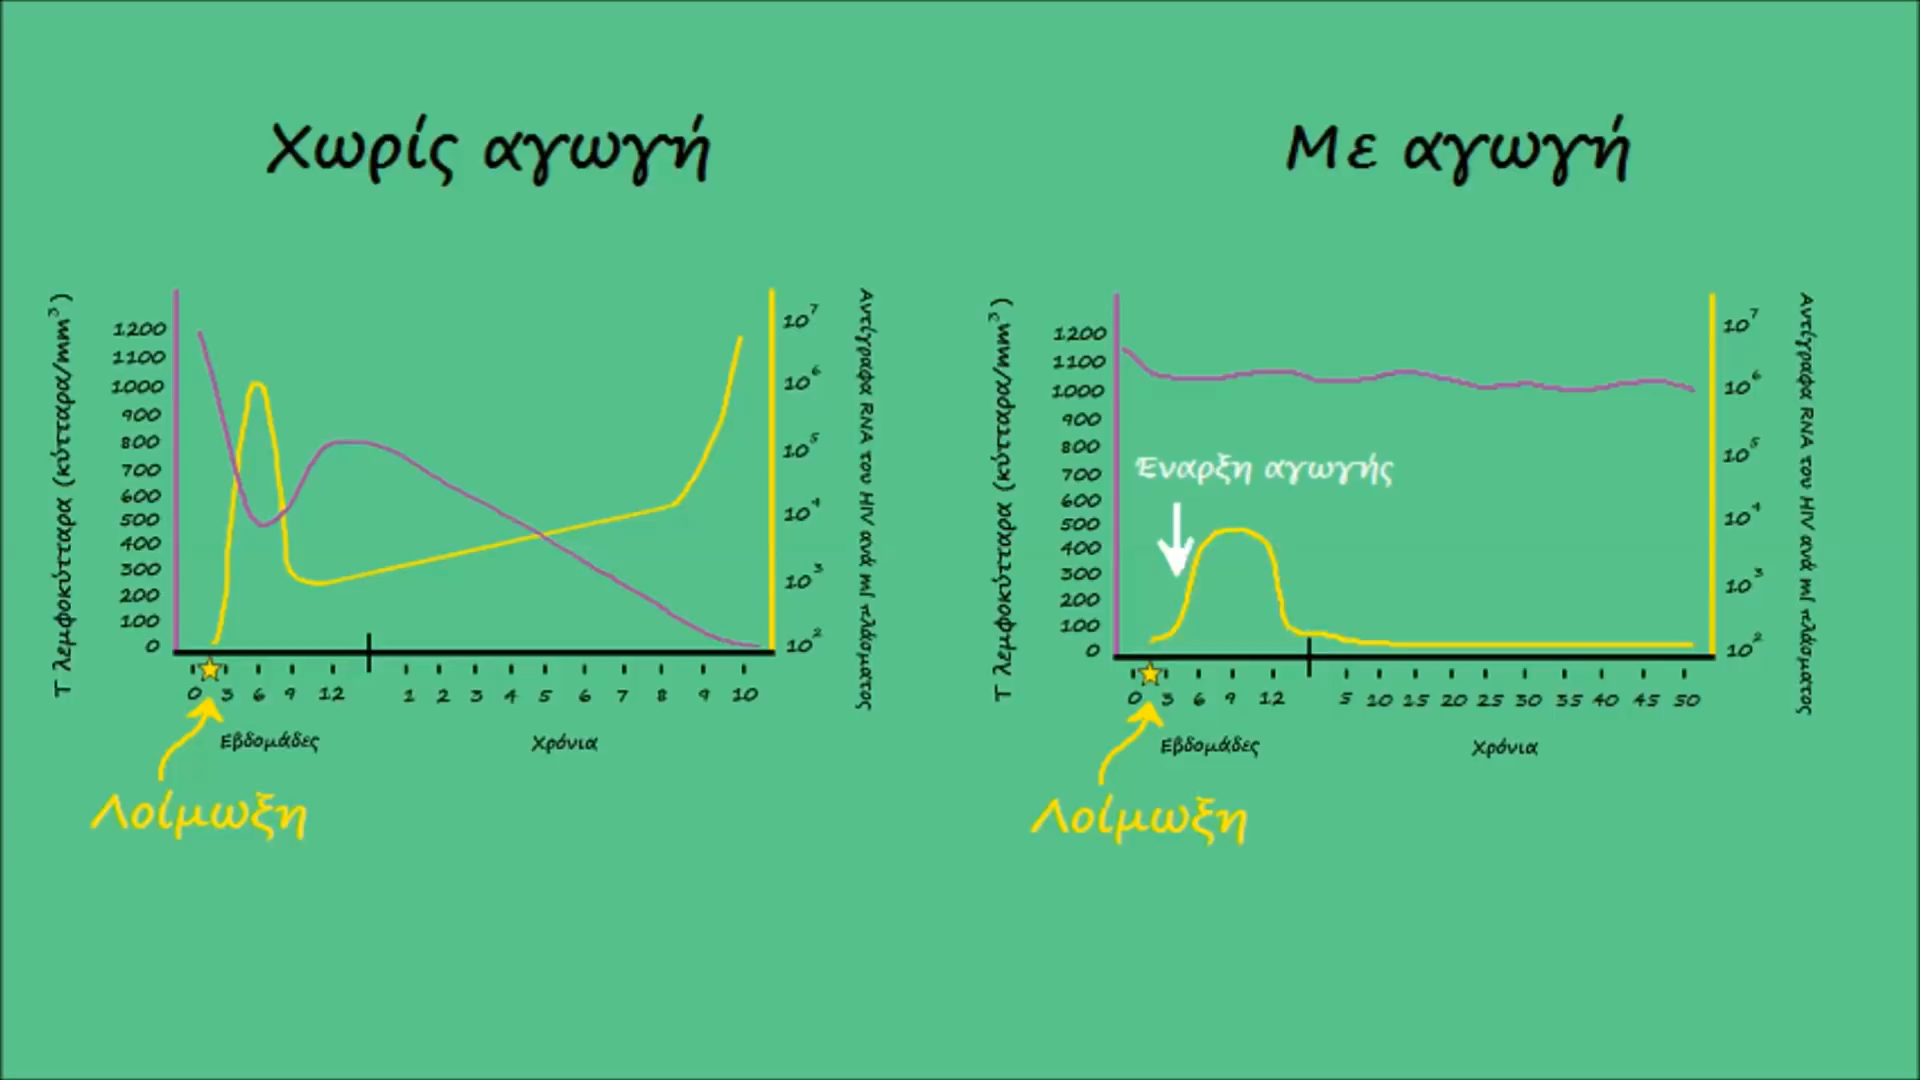 Χωρίς αγωγή
Με αγωγή
Τ λεμφοκύτταρα (κύτταρα/mm³)
1200
1100
1000
900
800
700
600
500
400
300
200
100
0
10⁷
10⁶
10⁵
10⁴
10³
10²
Αντίγραφα RNA του HIV ανά ml πλάσματος
0 3 6 9 12 1 2 3 4 5 6 7 8 9 10
Εβδομάδες
Χρόνια
Λοίμωξη
Τ λεμφοκύτταρα (κύτταρα/mm³)
1200
1100
1000
900
800
700
600
500
400
300
200
100
0
Έναρξη αγωγής
10⁷
10⁶
10⁵
10⁴
10³
10²
Αντίγραφα RNA του HIV ανά ml πλάσματος
0 3 6 9 12 5 10 15 20 25 30 35 40 45 50
Εβδομάδες
Χρόνια
Λοίμωξη